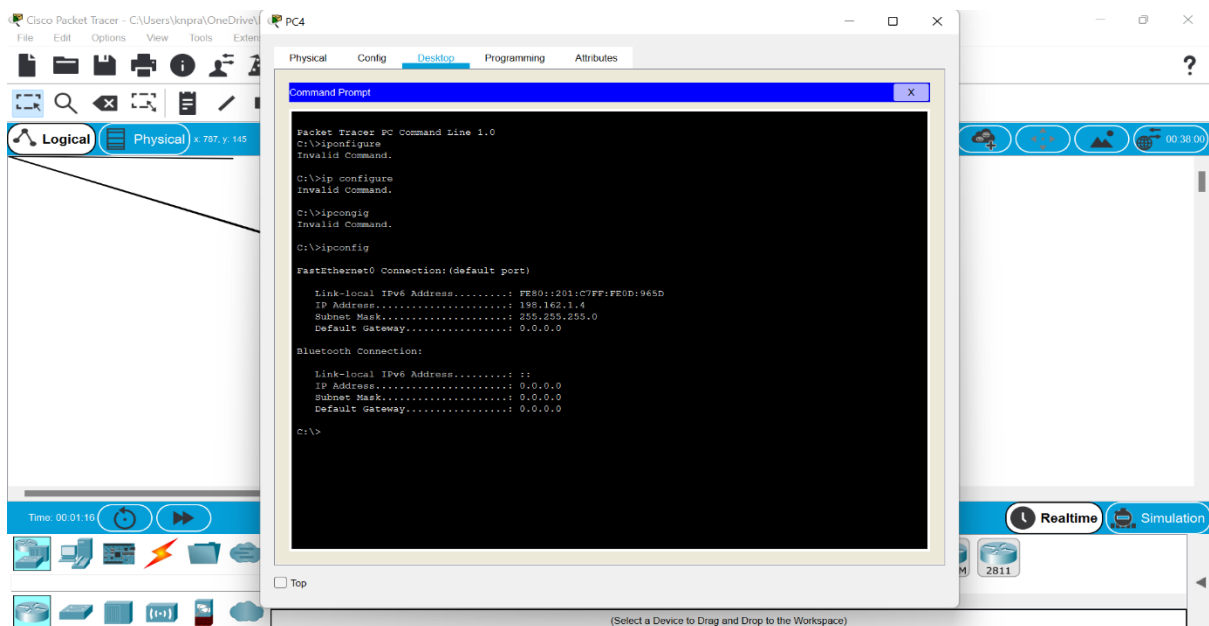 Cisco Packet Tracer - C:\Users\knpra\OneDrive\
File Edit Options View Tools Exten
Logical
Physical
x: 787, y: 145
PC4
Physical Config Desktop Programming Attributes
Command Prompt
X
Packet Tracer PC Command Line 1.0
C:\>iponfigure
Invalid Command.
C:\>ip configure
Invalid Command.
C:\>ipcongig
Invalid Command.
C:\>ipconfig
FastEthernet0 Connection:(default port)
Link-local IPv6 Address.........: FE80::201:C7FF:FE0D:965D
IP Address......................: 198.162.1.4
Subnet Mask.....................: 255.255.255.0
Default Gateway.................: 0.0.0.0
Bluetooth Connection:
Link-local IPv6 Address.........: ::
IP Address......................: 0.0.0.0
Subnet Mask.....................: 0.0.0.0
Default Gateway.................: 0.0.0.0
C:\>
Top
?
00:38:00
Time: 00:01:16
Realtime
Simulation
M
2811
(Select a Device to Drag and Drop to the Workspace)